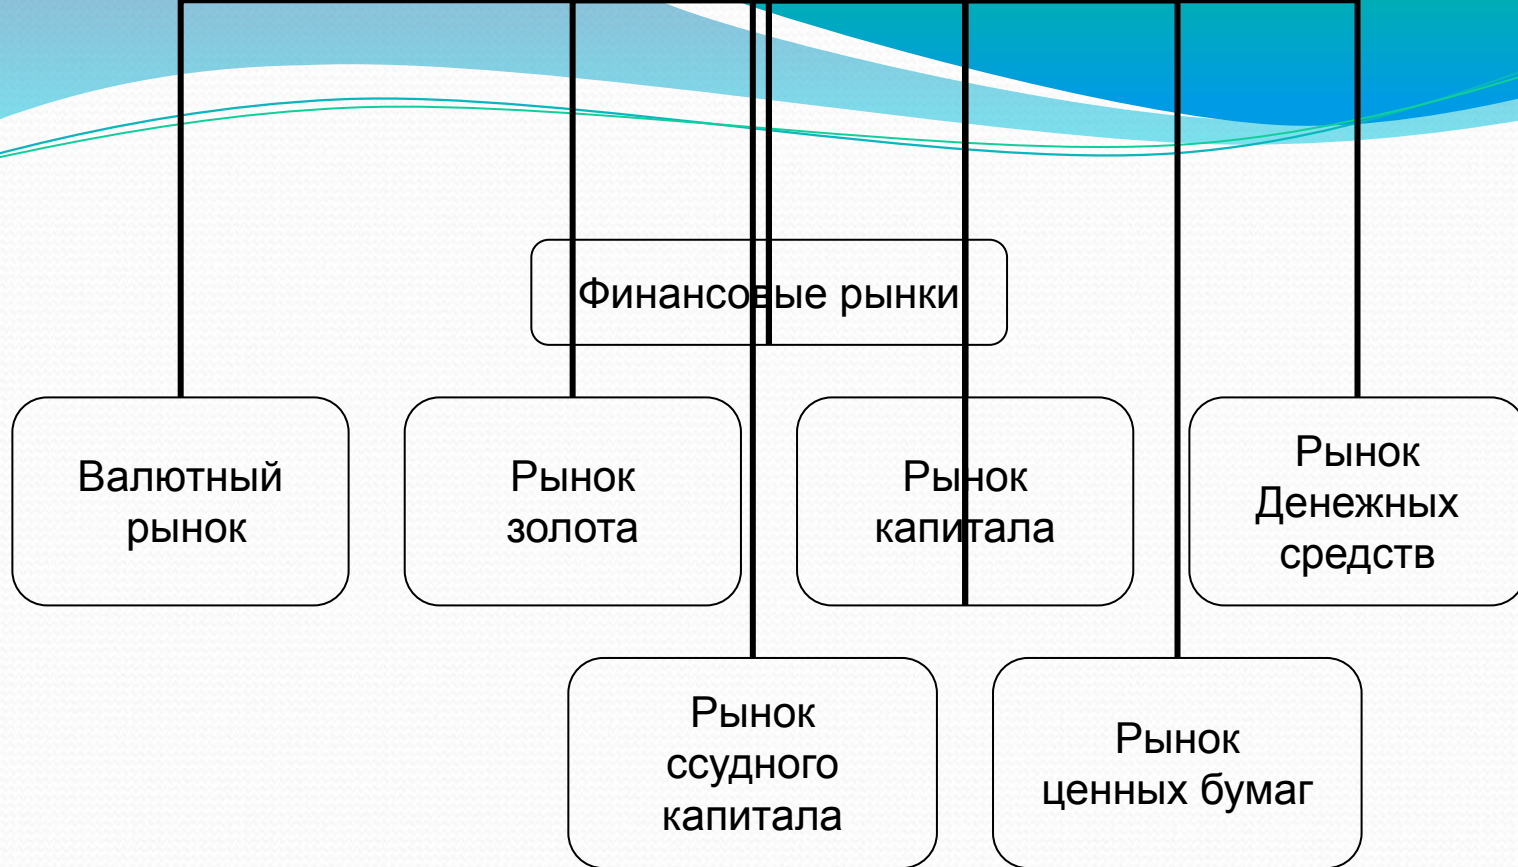 Финансовые рынки
Валютный
рынок
Рынок
золота
Рынок
капитала
Рынок
Денежных
средств
Рынок
ссудного
капитала
Рынок
ценных бумаг